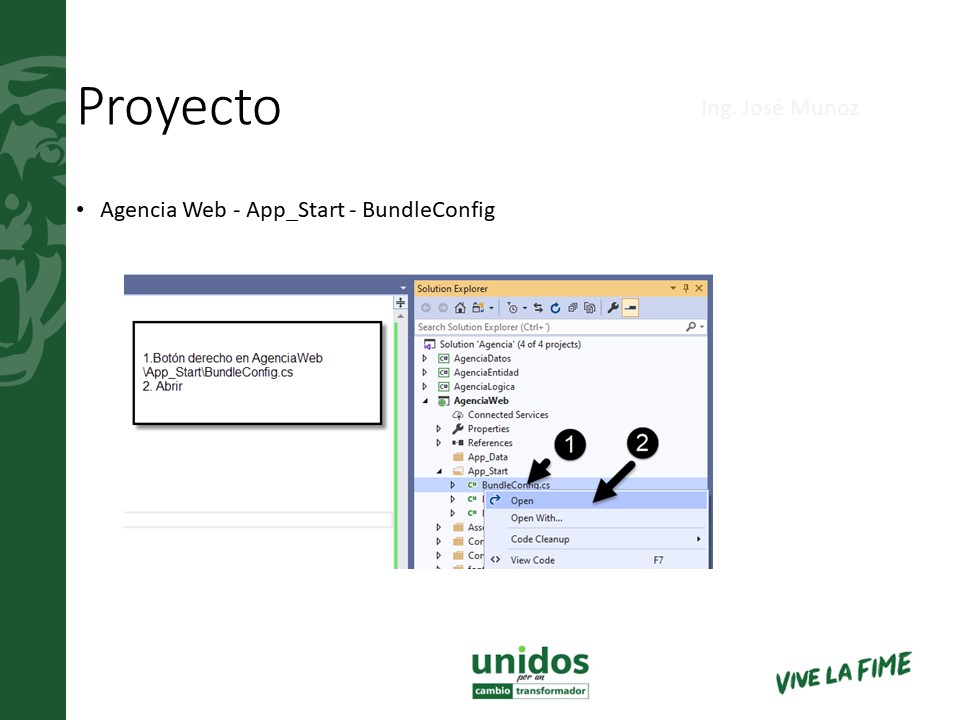 Proyecto
Ing. José Munoz
• Agencia Web - App_Start - BundleConfig
1.Botón derecho en AgenciaWeb
\App_Start\BundleConfig.cs
2. Abrir
Solution Explorer
Search Solution Explorer (Ctrl+´)
Solution 'Agencia' (4 of 4 projects)
AgenciaDatos
AgenciaEntidad
AgenciaLogica
AgenciaWeb
Connected Services
Properties
References
App_Data
App_Start
BundleConfig.cs
1
2
Open
Open With...
Code Cleanup
View Code F7
unidos
por un
cambio transformador
VIVE LA FIME